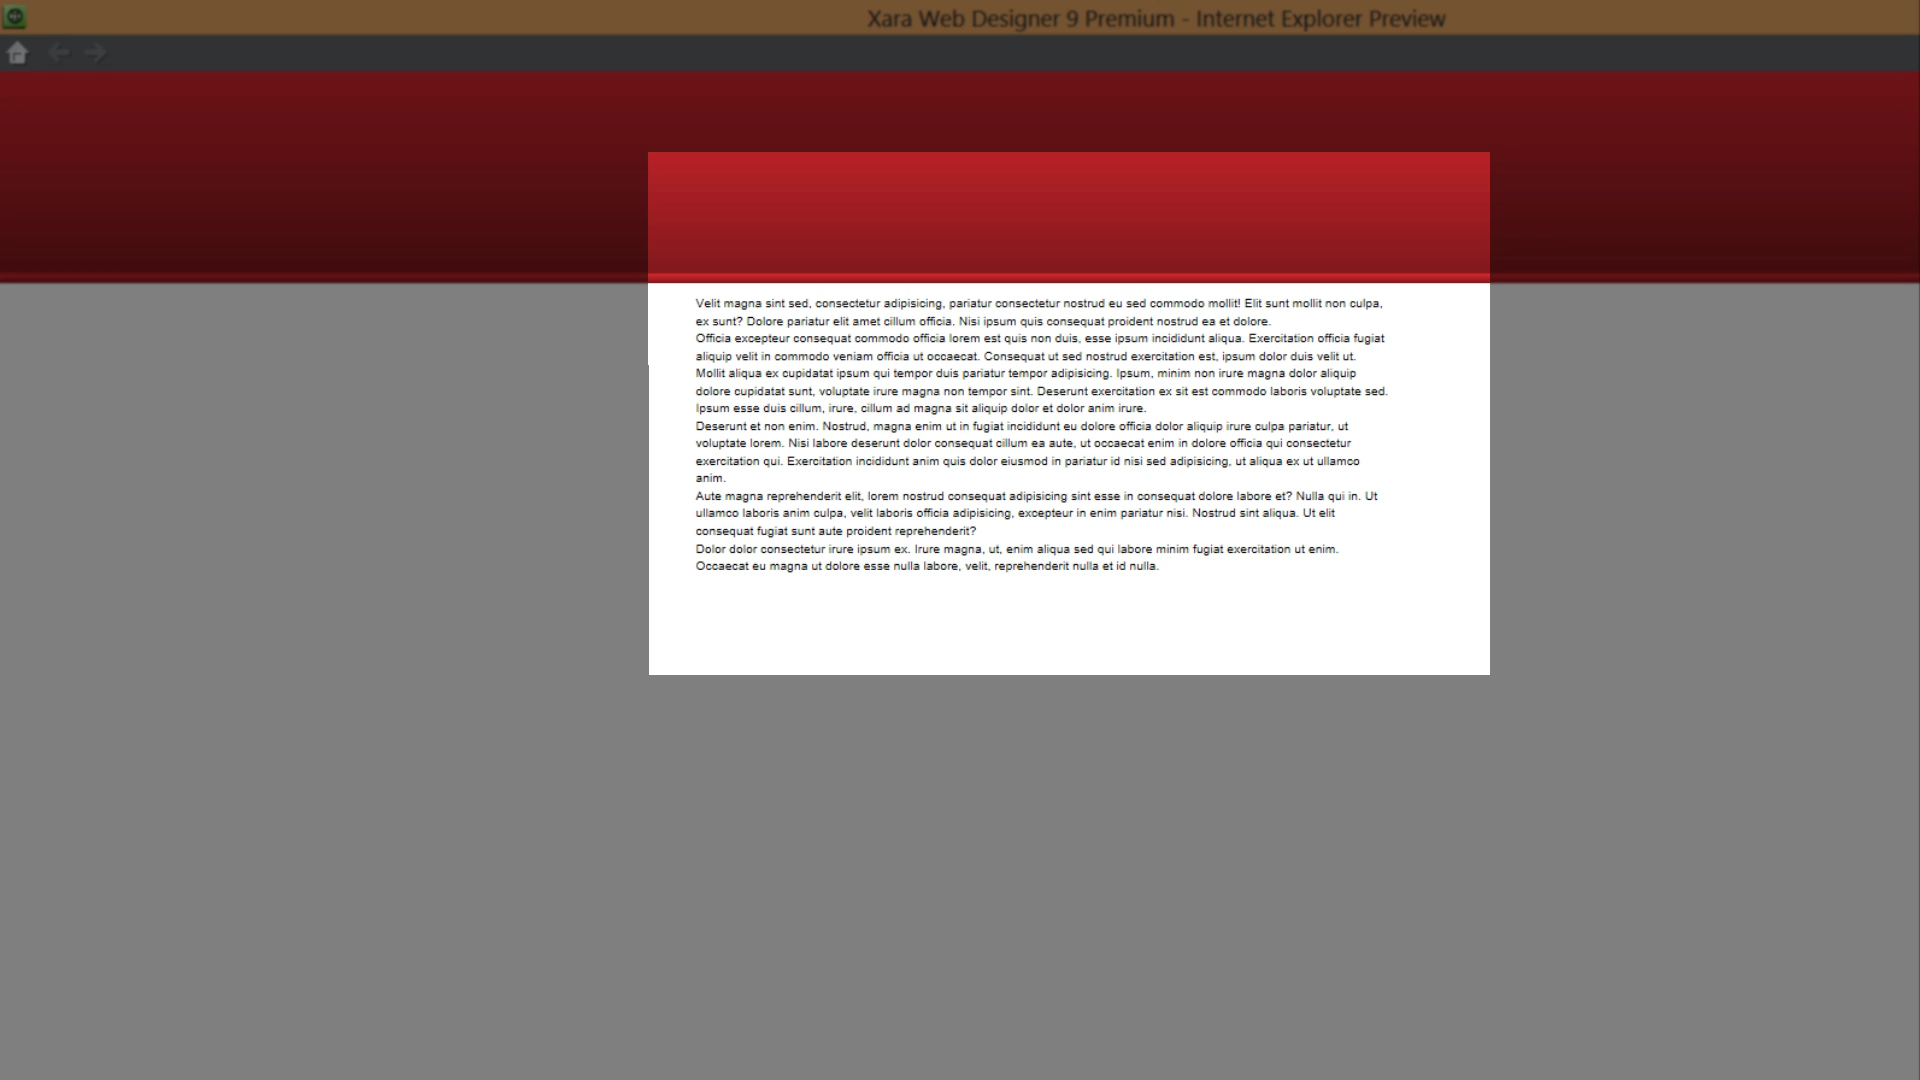 Xara Web Designer 9 Premium - Internet Explorer Preview
Velit magna sint sed, consectetur adipisicing, pariatur consectetur nostrud eu sed commodo mollit! Elit sunt mollit non culpa,
ex sunt? Dolore pariatur elit amet cillum officia. Nisi ipsum quis consequat proident nostrud ea et dolore.
Officia excepteur consequat commodo officia lorem est quis non duis, esse ipsum incididunt aliqua. Exercitation officia fugiat
aliquip velit in commodo veniam officia ut occaecat. Consequat ut sed nostrud exercitation est, ipsum dolor duis velit ut.
Mollit aliqua ex cupidatat ipsum qui tempor duis pariatur tempor adipisicing. Ipsum, minim non irure magna dolor aliquip
dolore cupidatat sunt, voluptate irure magna non tempor sint. Deserunt exercitation ex sit est commodo laboris voluptate sed.
Ipsum esse duis cillum, irure, cillum ad magna sit aliquip dolor et dolor anim irure.
Deserunt et non enim. Nostrud, magna enim ut in fugiat incididunt eu dolore officia dolor aliquip irure culpa pariatur, ut
voluptate lorem. Nisi labore deserunt dolor consequat cillum ea aute, ut occaecat enim in dolore officia qui consectetur
exercitation qui. Exercitation incididunt anim quis dolor eiusmod in pariatur id nisi sed adipisicing, ut aliqua ex ut ullamco
anim.
Aute magna reprehenderit elit, lorem nostrud consequat adipisicing sint esse in consequat dolore labore et? Nulla qui in. Ut
ullamco laboris anim culpa, velit laboris officia adipisicing, excepteur in enim pariatur nisi. Nostrud sint aliqua. Ut elit
consequat fugiat sunt aute proident reprehenderit?
Dolor dolor consectetur irure ipsum ex. Irure magna, ut, enim aliqua sed qui labore minim fugiat exercitation ut enim.
Occaecat eu magna ut dolore esse nulla labore, velit, reprehenderit nulla et id nulla.